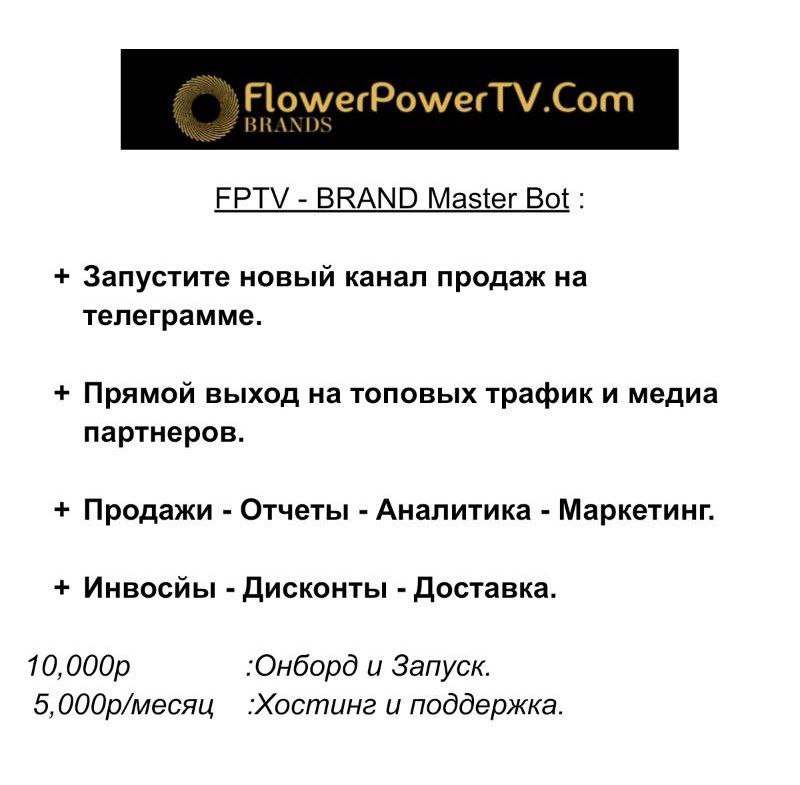 FlowerPowerTV.Com
BRANDS
FPTV - BRAND Master Bot :
+ Запустите новый канал продаж на
телеграмме.
+ Прямой выход на топовых трафик и медиа
партнеров.
+ Продажи - Отчеты - Аналитика - Маркетинг.
+ Инвосйы - Дисконты - Доставка.
10,000р :Онборд и Запуск.
5,000р/месяц :Хостинг и поддержка.